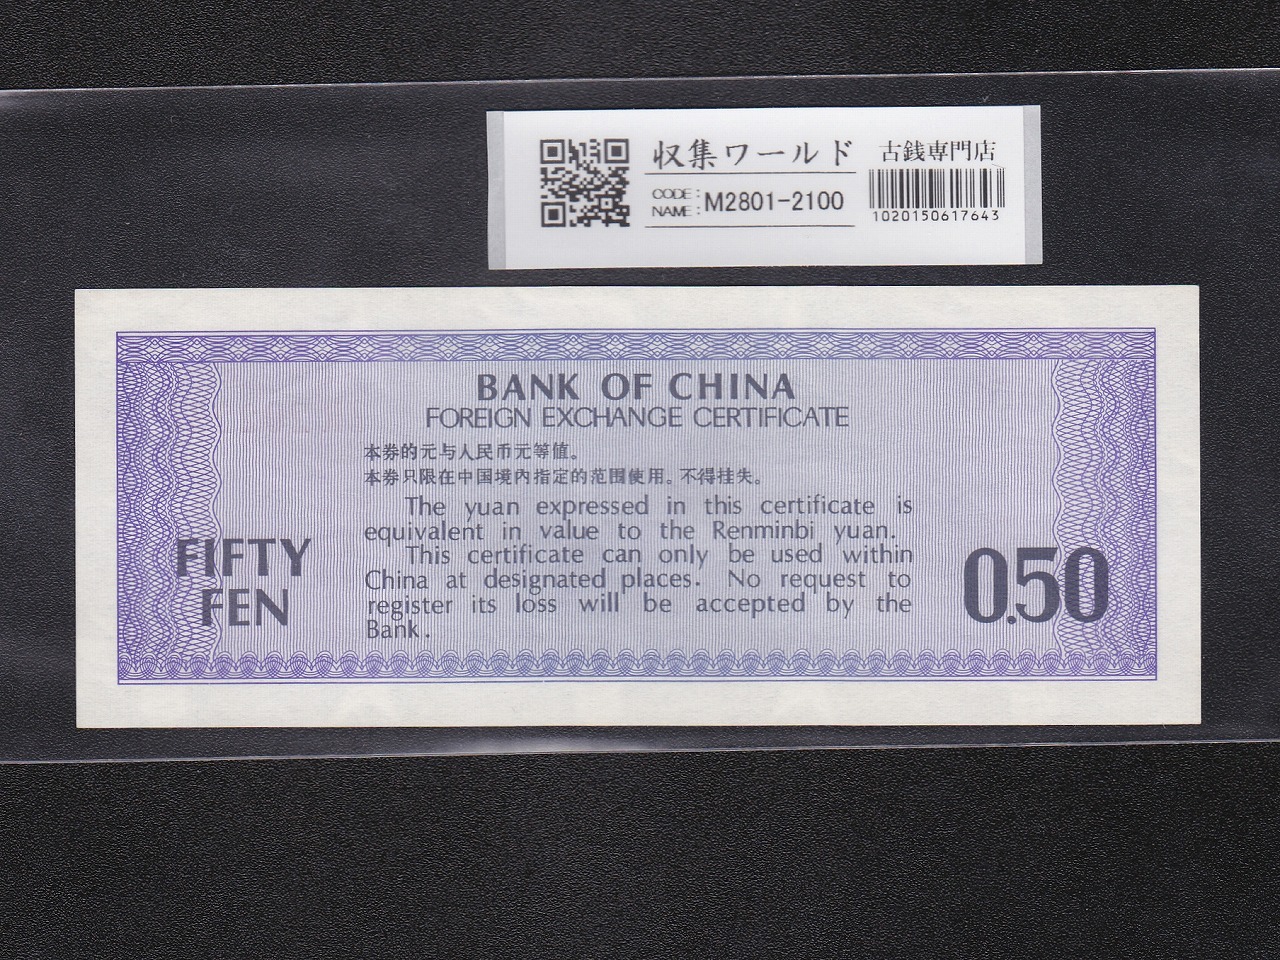 収集ワールド 古銭専門店
CODE:
NAME: M2801-2100
1020150617643
BANK OF CHINA
FOREIGN EXCHANGE CERTIFICATE
本券的元与人民币元等值。
本券只限在中国境内指定的范围使用。不得挂失。
The yuan expressed in this certificate is
equivalent in value to the Renminbi yuan.
This certificate can only be used within
China at designated places. No request to
register its loss will be accepted by the
Bank.
FIFTY
FEN
0.50